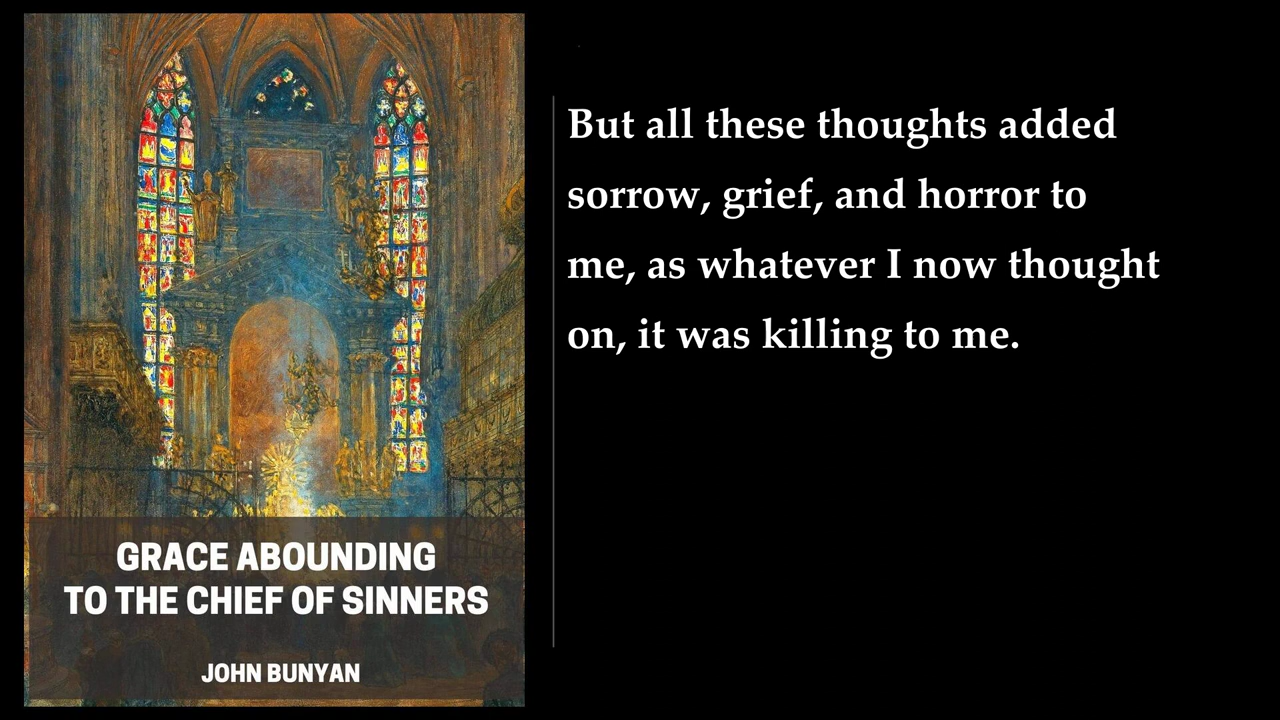 But all these thoughts added
sorrow, grief, and horror to
me, as whatever I now thought
on, it was killing to me.
GRACE ABOUNDING
TO THE CHIEF OF SINNERS
JOHN BUNYAN